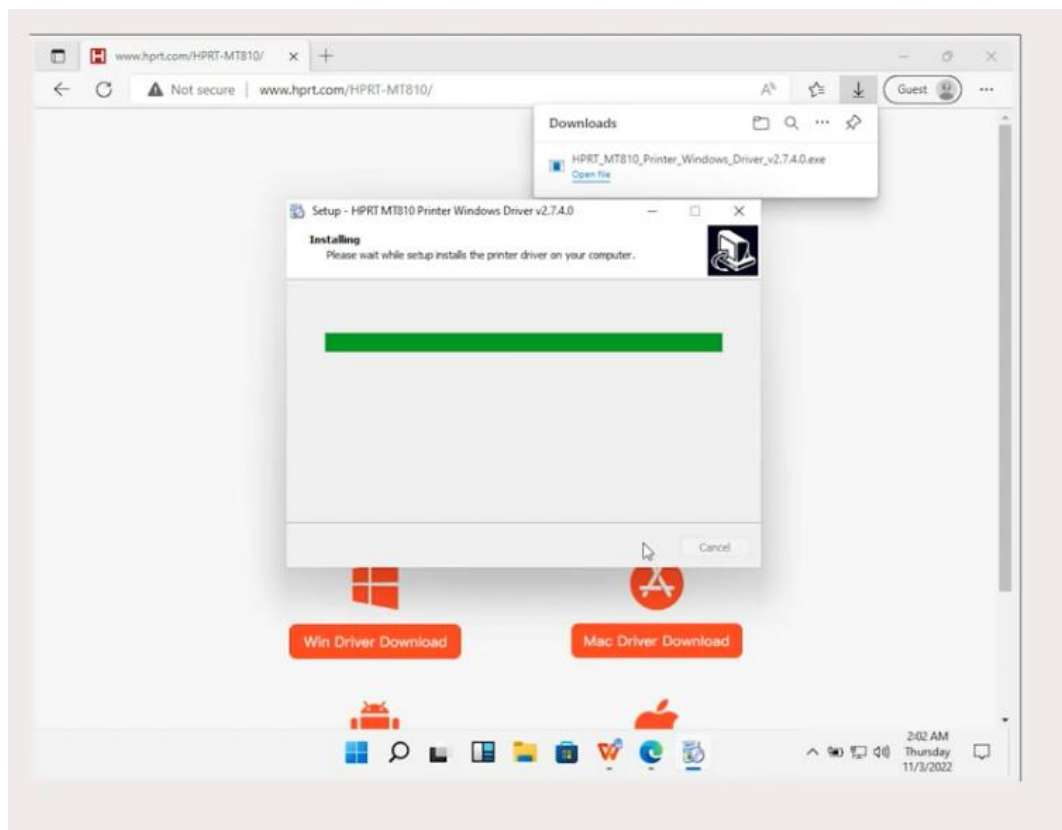 www.hprt.com/HPRT-MT810/
Not secure | www.hprt.com/HPRT-MT810/
Guest
Downloads
HPRT_MT810_Printer_Windows_Driver_v2.7.4.0.exe
Open file
Setup - HPRT MT810 Printer Windows Driver v2.7.4.0
Installing
Please wait while setup installs the printer driver on your computer.
Cancel
Win Driver Download
Mac Driver Download
2:02 AM
Thursday
11/3/2022